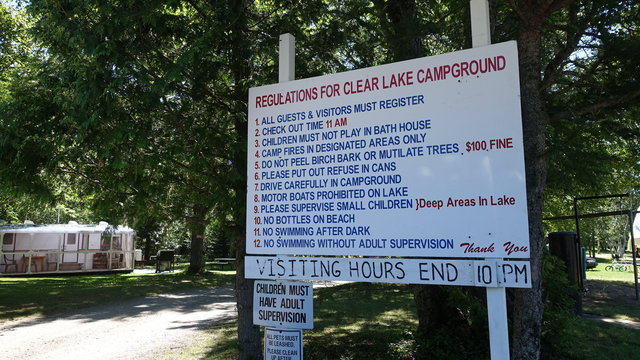 REGULATIONS FOR CLEAR LAKE CAMPGROUND
1. ALL GUESTS & VISITORS MUST REGISTER
2. CHECK OUT TIME 11 AM
3. CHILDREN MUST NOT PLAY IN BATH HOUSE
4. CAMP FIRES IN DESIGNATED AREAS ONLY
5. DO NOT PEEL BIRCH BARK OR MUTILATE TREES $100. FINE
6. PLEASE PUT OUT REFUSE IN CANS
7. DRIVE CAREFULLY IN CAMPGROUND
8. MOTOR BOATS PROHIBITED ON LAKE
9. PLEASE SUPERVISE SMALL CHILDREN }Deep Areas In Lake
10. NO BOTTLES ON BEACH
11. NO SWIMMING AFTER DARK
12. NO SWIMMING WITHOUT ADULT SUPERVISION Thank You
VISITING HOURS END 10 PM
CHILDREN MUST
HAVE ADULT
SUPERVISION
ALL PETS MUST
BE LEASHED.
PLEASE CLEAN
UP AFTER